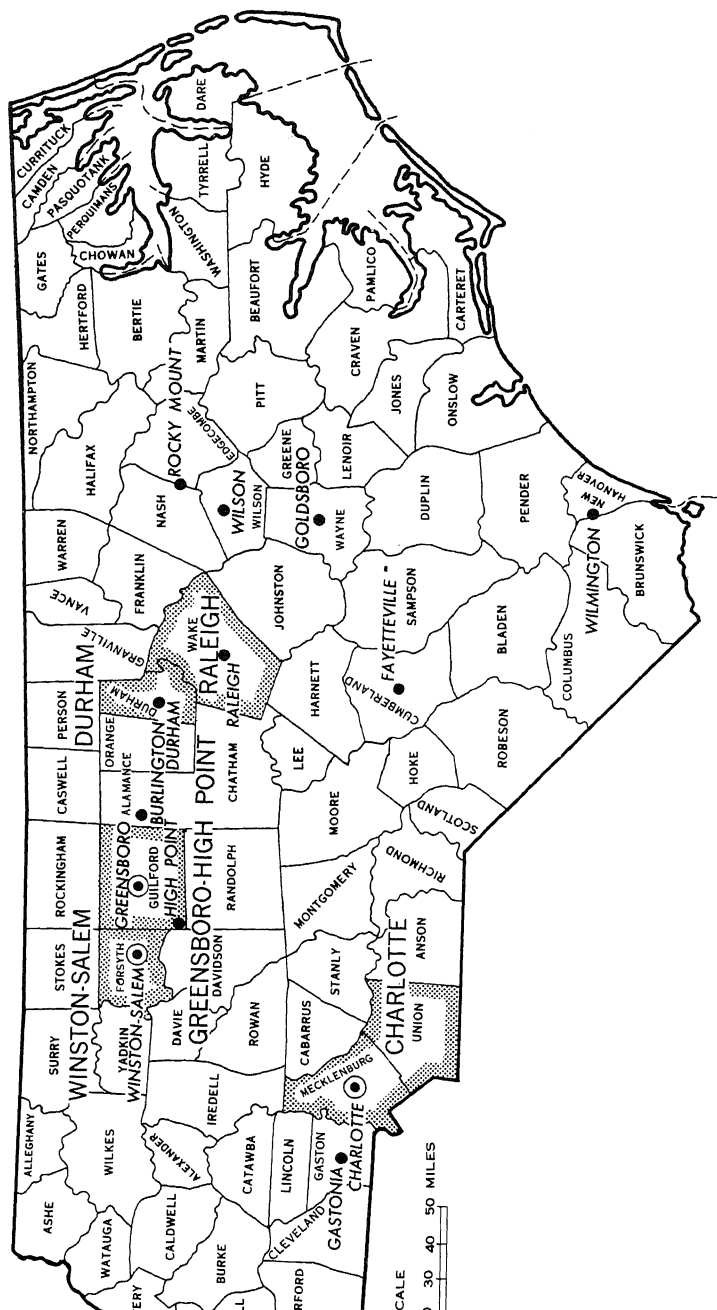 CURRITUCK
CAMDEN
PASQUOTANK
PERQUIMANS
CHOWAN
GATES
HERTFORD
BERTIE
NORTHAMPTON
HALIFAX
WARREN
VANCE
FRANKLIN
NASH
ROCKY MOUNT
EDGECOMBE
MARTIN
WASHINGTON
TYRRELL
DARE
HYDE
BEAUFORT
PAMLICO
CRAVEN
CARTERET
JONES
ONSLOW
PITT
GREENE
LENOIR
WILSON
WILSON
GOLDSBORO
WAYNE
DUPLIN
PENDER
NEW
HANOVER
WILMINGTON
BRUNSWICK
COLUMBUS
BLADEN
SAMPSON
FAYETTEVILLE
CUMBERLAND
JOHNSTON
HARNETT
WAKE
RALEIGH
RALEIGH
GRANVILLE
DURHAM
DURHAM
DURHAM
PERSON
ORANGE
CASWELL
ALAMANCE
BURLINGTON
CHATHAM
LEE
MOORE
HOKE
ROBESON
SCOTLAND
RICHMOND
MONTGOMERY
ANSON
STANLY
UNION
CHARLOTTE
CABARRUS
MECKLENBURG
CHARLOTTE
ROCKINGHAM
GREENSBORO
GUILFORD
HIGH POINT
GREENSBORO-HIGH POINT
RANDOLPH
STOKES
WINSTON-SALEM
FORSYTH
WINSTON-SALEM
DAVIDSON
DAVIE
ROWAN
SURRY
YADKIN
IREDELL
ALLEGHANY
WILKES
ALEXANDER
CATAWBA
LINCOLN
GASTON
GASTONIA
CLEVELAND
ASHE
WATAUGA
CALDWELL
BURKE
ERY
RFORD
CALE
30
40
50 MILES